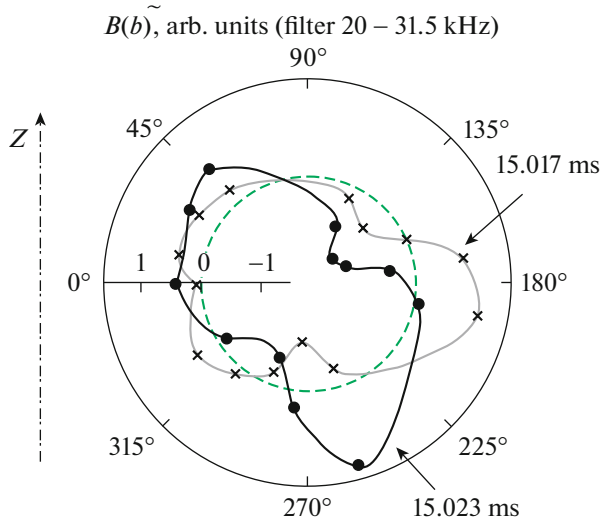 B(b)~, arb. units (filter 20 – 31.5 kHz)
90°
45°
135°
Z
15.017 ms
0°
1
0
−1
180°
315°
225°
270°
15.023 ms